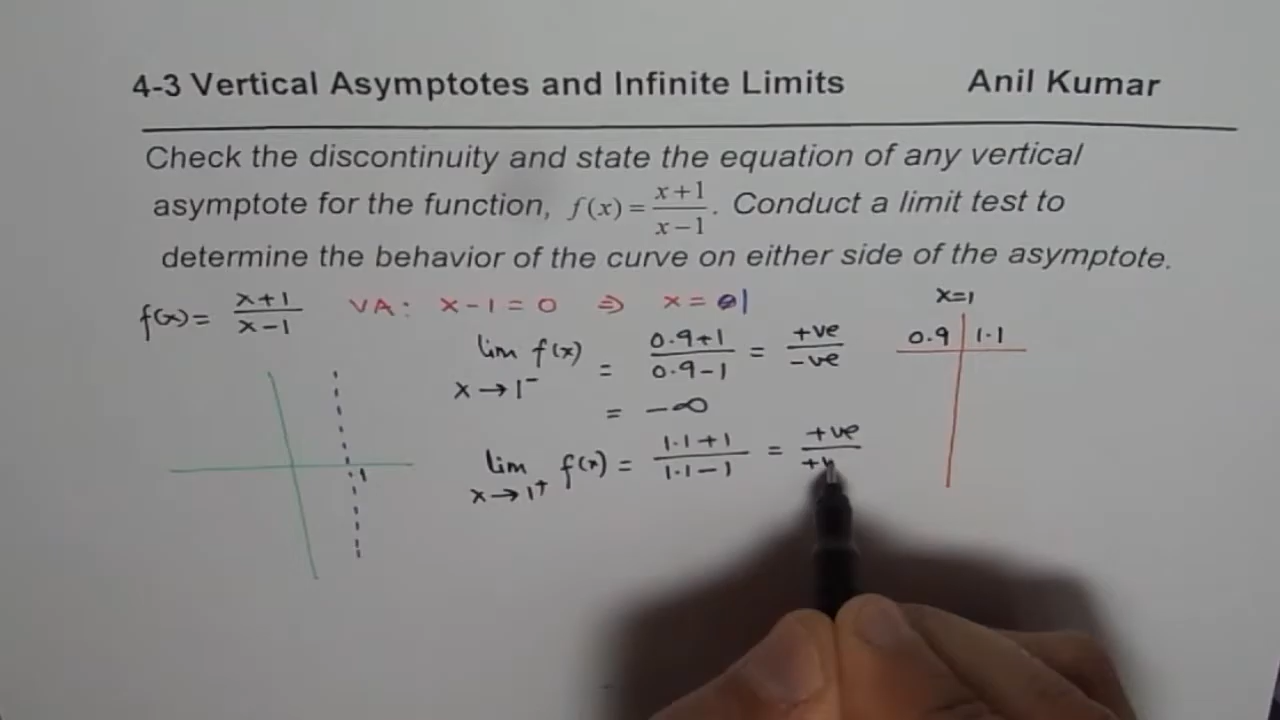 4-3 Vertical Asymptotes and Infinite Limits Anil Kumar
Check the discontinuity and state the equation of any vertical
asymptote for the function, f(x) = (x+1)/(x−1). Conduct a limit test to
determine the behavior of the curve on either side of the asymptote.
f(x) = (x+1)/(x−1) VA: x−1=0 ⇒ x = 1
lim x→1⁻ f(x) = (0.9+1)/(0.9−1) = +ve/−ve
= −∞
lim x→1⁺ f(x) = (1.1+1)/(1.1−1) = +ve/+v
x=1
0.9 1.1
1